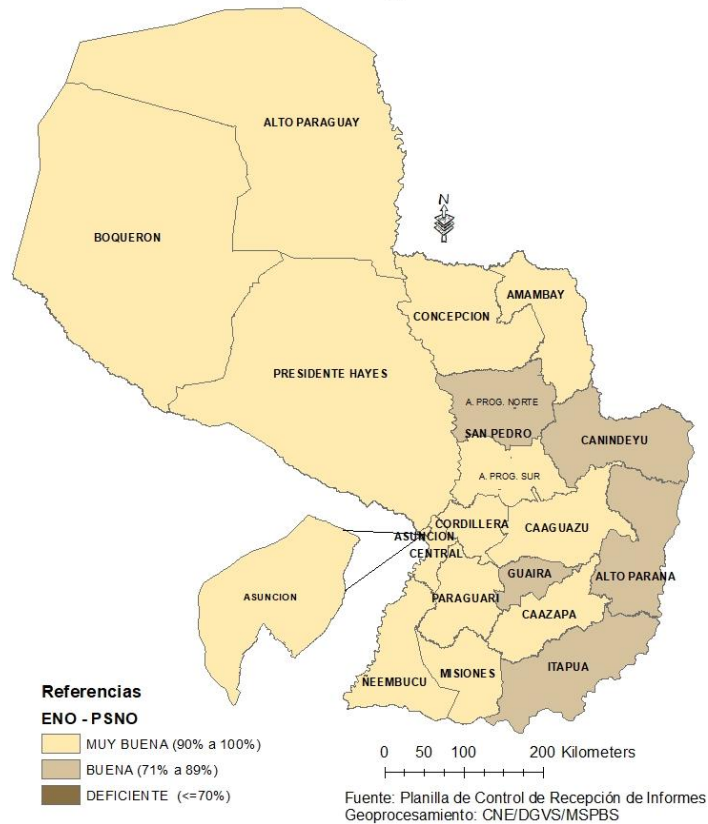 ALTO PARAGUAY
BOQUERON
N
AMAMBAY
CONCEPCION
PRESIDENTE HAYES
A. PROG. NORTE
SAN PEDRO
CANINDEYU
A. PROG. SUR
CORDILLERA
CAAGUAZU
ASUNCION
CENTRAL
GUAIRA
ALTO PARANA
ASUNCION
PARAGUARI
CAAZAPA
ITAPUA
MISIONES
ÑEEMBUCU
Referencias
ENO - PSNO
MUY BUENA (90% a 100%)
BUENA (71% a 89%)
DEFICIENTE (<=70%)
0 50 100 200 Kilometers
Fuente: Planilla de Control de Recepción de Informes
Geoprocesamiento: CNE/DGVS/MSPBS